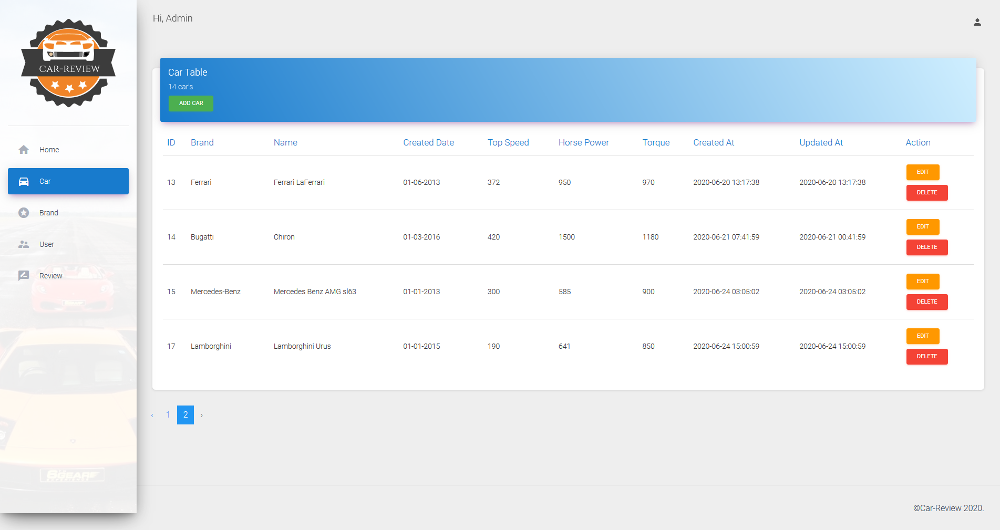 CAR-REVIEW
Home
Car
Brand
User
Review
Hi, Admin
Car Table
14 car's
ADD CAR
ID Brand Name Created Date Top Speed Horse Power Torque Created At Updated At Action
13 Ferrari Ferrari LaFerrari 01-06-2013 372 950 970 2020-06-20 13:17:38 2020-06-20 13:17:38 EDIT
DELETE
14 Bugatti Chiron 01-03-2016 420 1500 1180 2020-06-21 07:41:59 2020-06-21 00:41:59 EDIT
DELETE
15 Mercedes-Benz Mercedes Benz AMG sl63 01-01-2013 300 585 900 2020-06-24 03:05:02 2020-06-24 03:05:02 EDIT
DELETE
17 Lamborghini Lamborghini Urus 01-01-2015 190 641 850 2020-06-24 15:00:59 2020-06-24 15:00:59 EDIT
DELETE
‹ 1 2 ›
©Car-Review 2020.